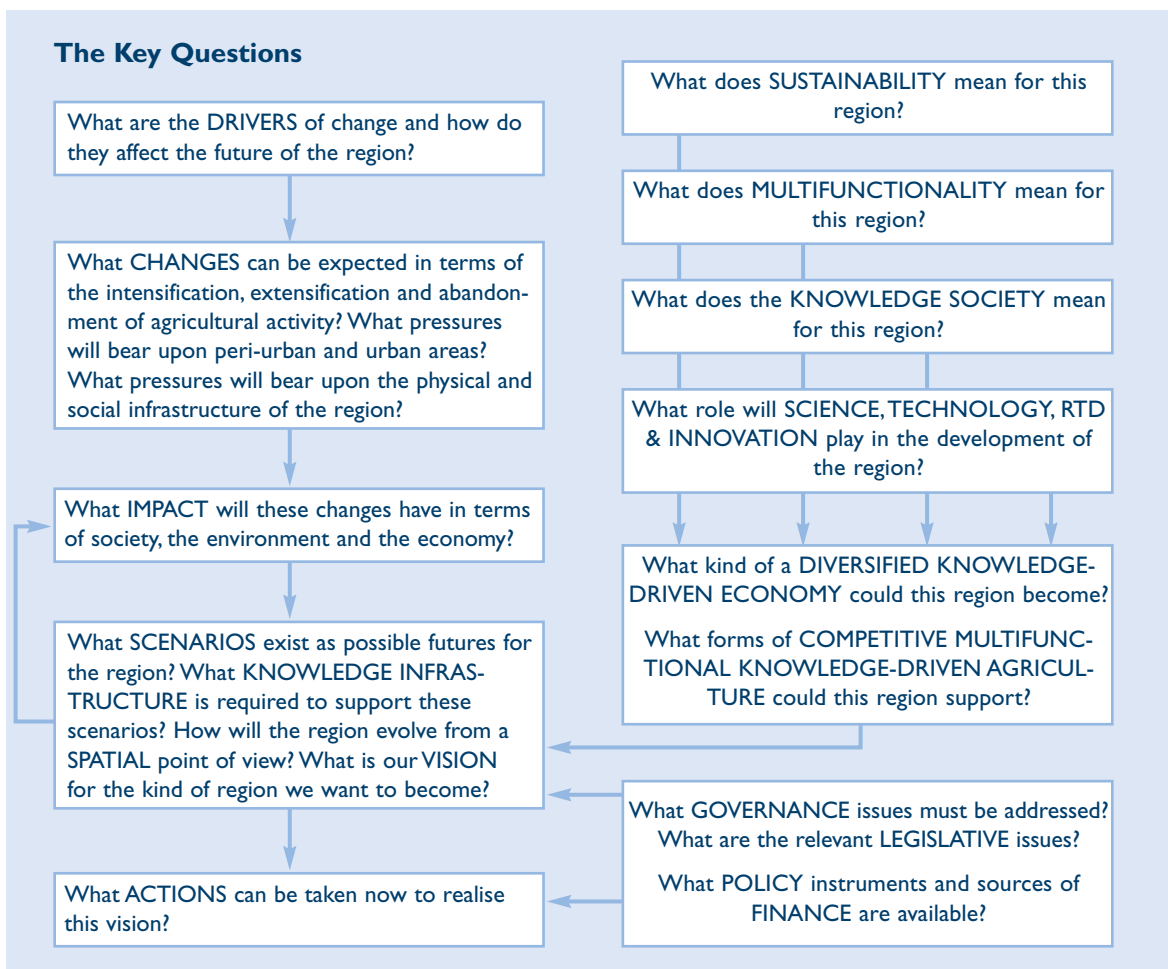 The Key Questions
What are the DRIVERS of change and how do
they affect the future of the region?
What CHANGES can be expected in terms of
the intensification, extensification and abandon-
ment of agricultural activity? What pressures
will bear upon peri-urban and urban areas?
What pressures will bear upon the physical and
social infrastructure of the region?
What IMPACT will these changes have in terms
of society, the environment and the economy?
What SCENARIOS exist as possible futures for
the region? What KNOWLEDGE INFRAS-
TRUCTURE is required to support these
scenarios? How will the region evolve from a
SPATIAL point of view? What is our VISION
for the kind of region we want to become?
What ACTIONS can be taken now to realise
this vision?
What does SUSTAINABILITY mean for this
region?
What does MULTIFUNCTIONALITY mean for
this region?
What does the KNOWLEDGE SOCIETY mean
for this region?
What role will SCIENCE, TECHNOLOGY, RTD
& INNOVATION play in the development of
the region?
What kind of a DIVERSIFIED KNOWLEDGE-
DRIVEN ECONOMY could this region become?
What forms of COMPETITIVE MULTIFUNC-
TIONAL KNOWLEDGE-DRIVEN AGRICUL-
TURE could this region support?
What GOVERNANCE issues must be addressed?
What are the relevant LEGISLATIVE issues?
What POLICY instruments and sources of
FINANCE are available?